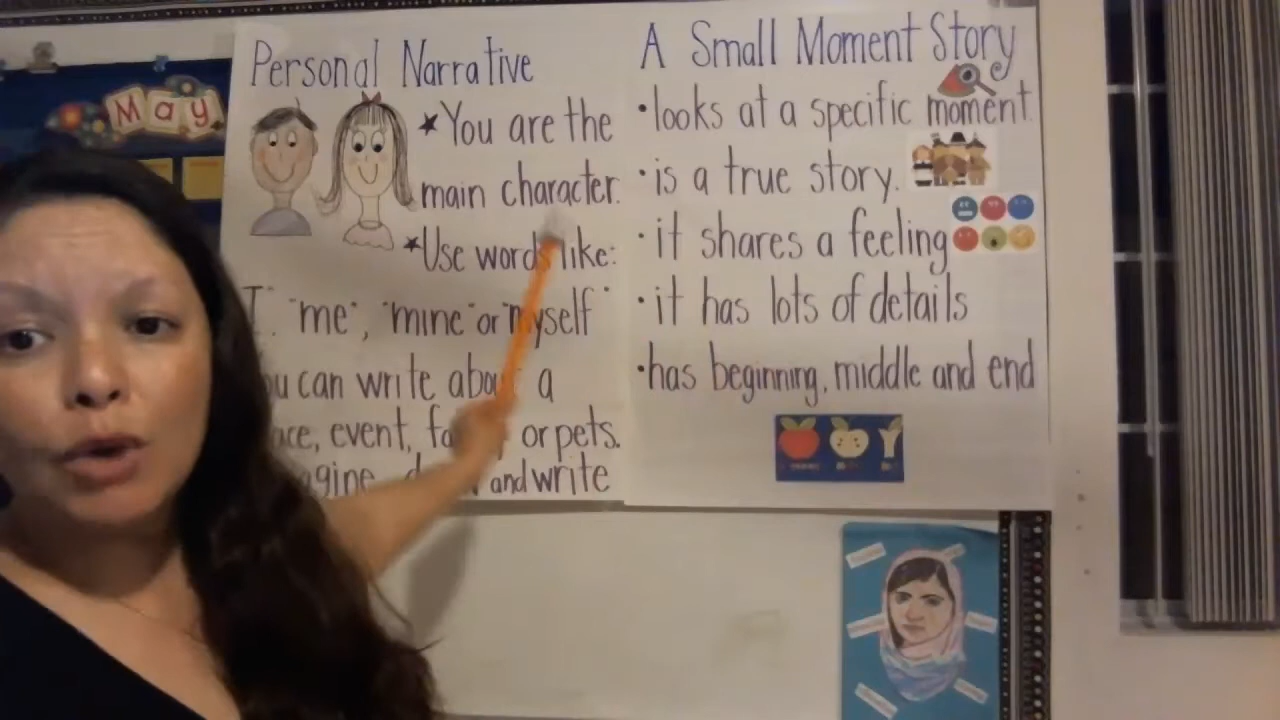 May
Personal Narrative
★You are the
main character.
★Use words like:
"me", "mine" or "myself"
can write about a
event, or pets.
and write
A Small Moment Story
•looks at a specific moment.
•is a true story.
•it shares a feeling
•it has lots of details
•has beginning, middle and end